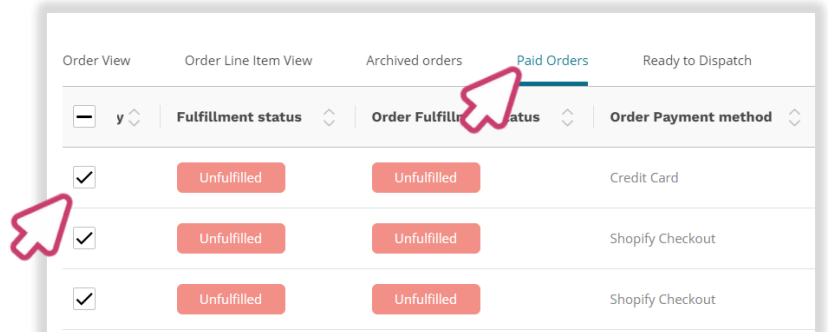 Order View Order Line Item View Archived orders Paid Orders Ready to Dispatch
y Fulfillment status Order Payment method
Unfulfilled Unfulfilled Credit Card
Unfulfilled Unfulfilled Shopify Checkout
Unfulfilled Unfulfilled Shopify Checkout